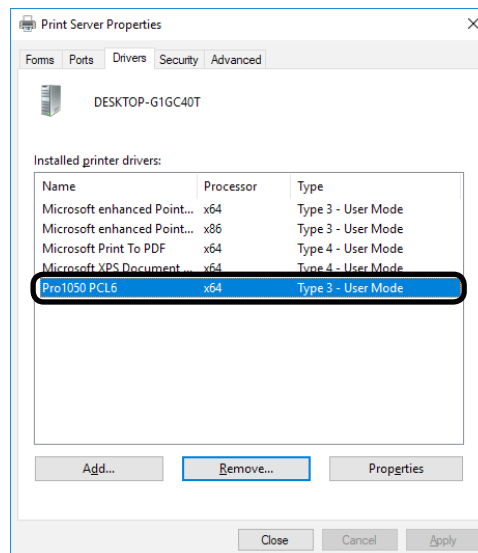 Print Server Properties
Forms Ports Drivers Security Advanced
DESKTOP-G1GC40T
Installed printer drivers:
Name Processor Type
Microsoft enhanced Point... x64 Type 3 - User Mode
Microsoft enhanced Point... x86 Type 3 - User Mode
Microsoft Print To PDF x64 Type 4 - User Mode
Microsoft XPS Document ... x64 Type 4 - User Mode
Pro1050 PCL6 x64 Type 3 - User Mode
Add... Remove... Properties
Close Cancel Apply